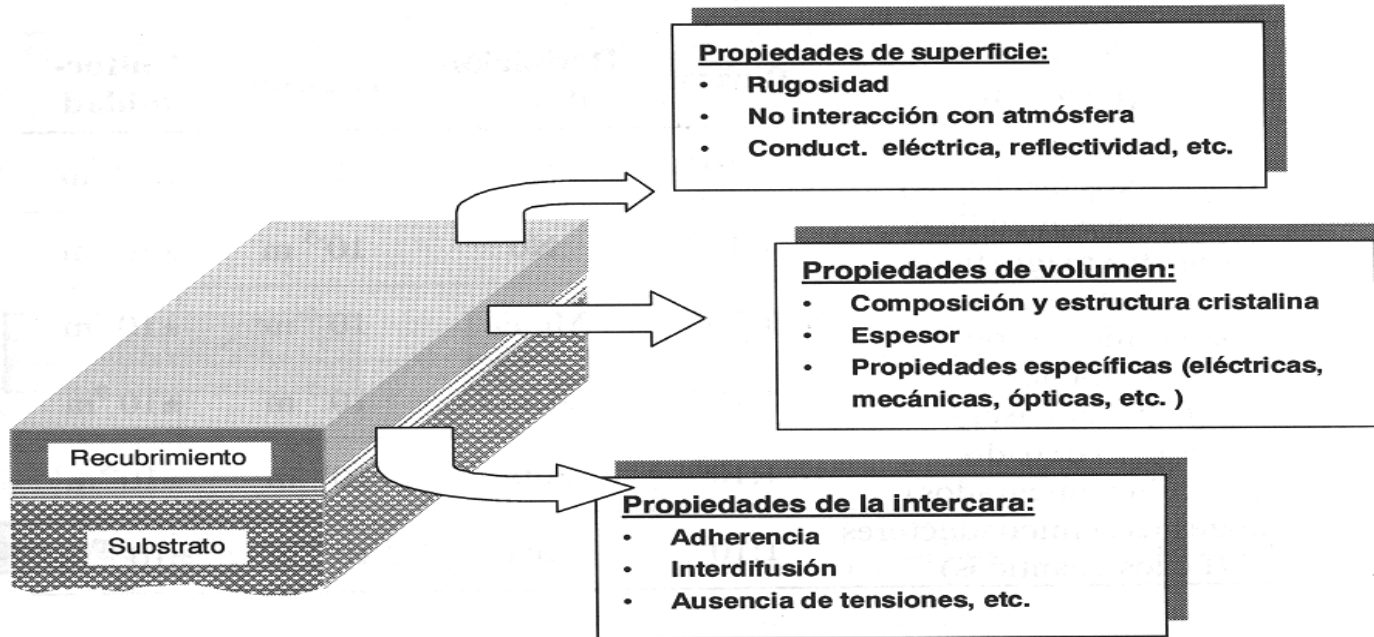 Propiedades de superficie:
• Rugosidad
• No interacción con atmósfera
• Conduct. eléctrica, reflectividad, etc.
Propiedades de volumen:
• Composición y estructura cristalina
• Espesor
• Propiedades específicas (eléctricas,
mecánicas, ópticas, etc. )
Recubrimiento
Substrato
Propiedades de la intercara:
• Adherencia
• Interdifusión
• Ausencia de tensiones, etc.